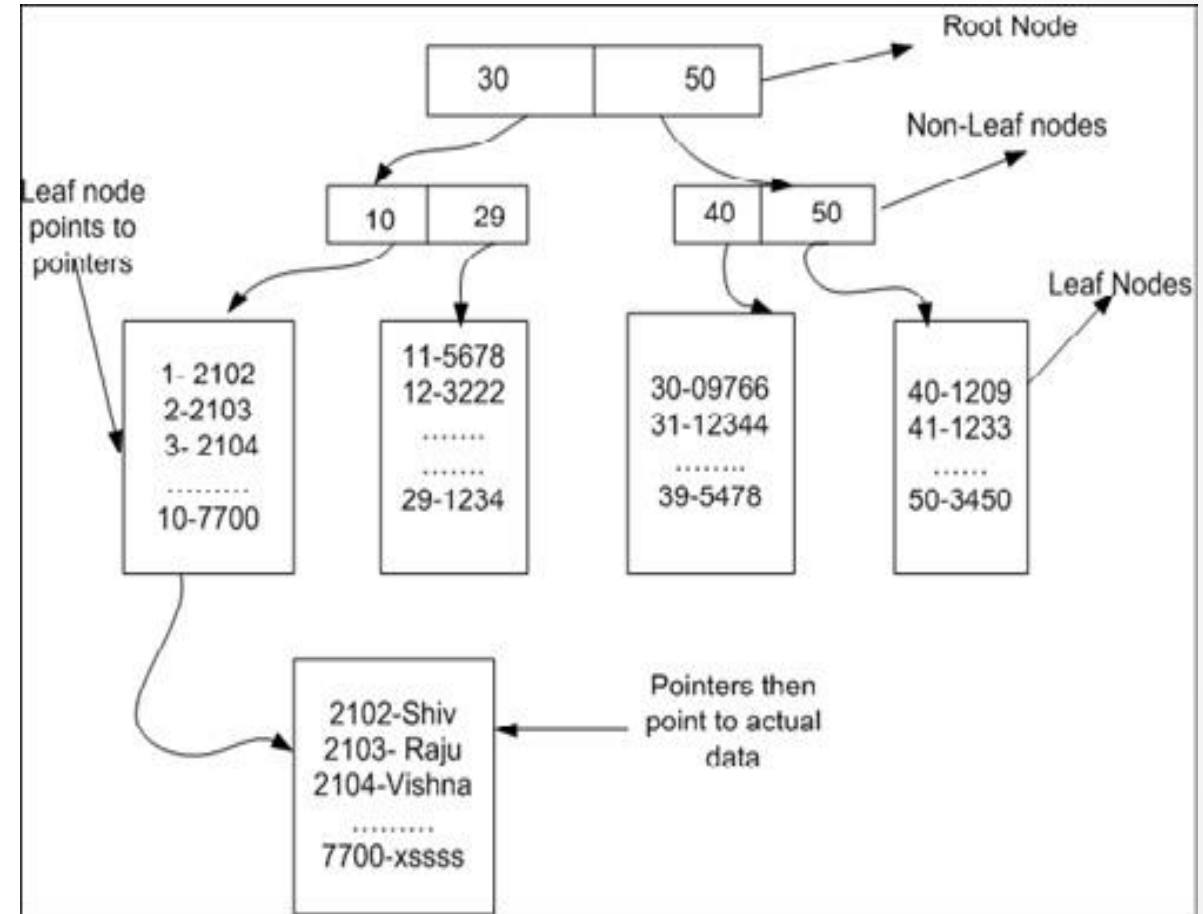 Root Node
30 50
Non-Leaf nodes
Leaf node
points to
pointers
10 29
40 50
Leaf Nodes
1- 2102
2-2103
3- 2104
.........
10-7700
11-5678
12-3222
.......
.......
29-1234
30-09766
31-12344
........
39-5478
40-1209
41-1233
......
50-3450
2102-Shiv
2103- Raju
2104-Vishna
.........
7700-xssss
Pointers then
point to actual
data